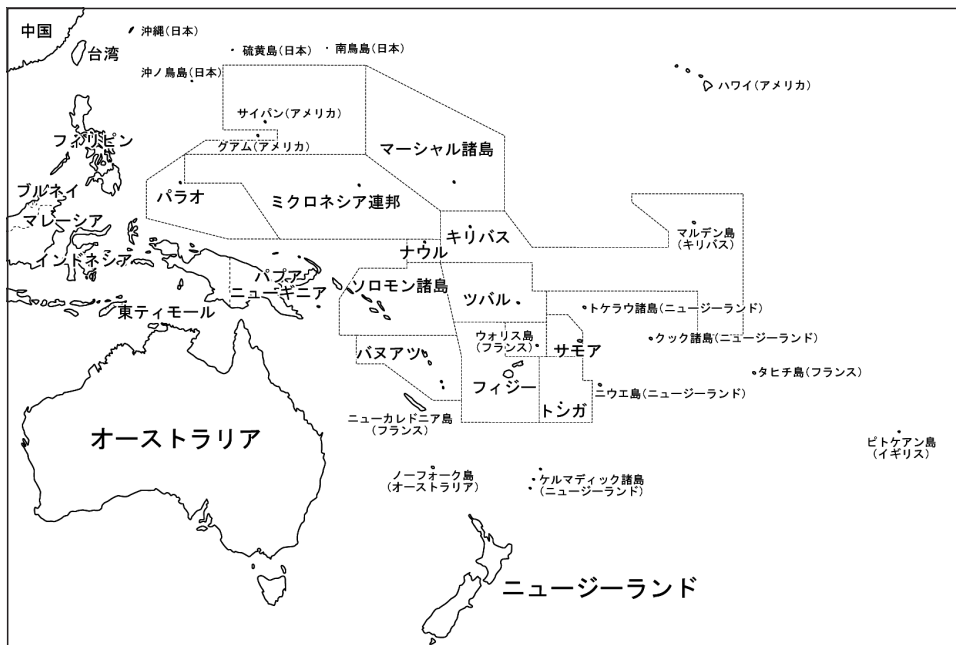 中国
沖縄(日本)
台湾
硫黄島(日本)
南鳥島(日本)
沖ノ鳥島(日本)
ハワイ(アメリカ)
サイパン(アメリカ)
フィリピン
グアム(アメリカ)
マーシャル諸島
ブルネイ
パラオ
ミクロネシア連邦
マレーシア
キリバス
マルデン島
(キリバス)
ナウル
インドネシア
パプア
ニューギニア
ソロモン諸島
ツバル
トケラウ諸島(ニュージーランド)
東ティモール
ウォリス島
(フランス)
サモア
クック諸島(ニュージーランド)
バヌアツ
フィジー
タヒチ島(フランス)
ニウエ島(ニュージーランド)
トンガ
ニューカレドニア島
(フランス)
オーストラリア
ピトケアン島
(イギリス)
ノーフォーク島
(オーストラリア)
ケルマディック諸島
(ニュージーランド)
ニュージーランド